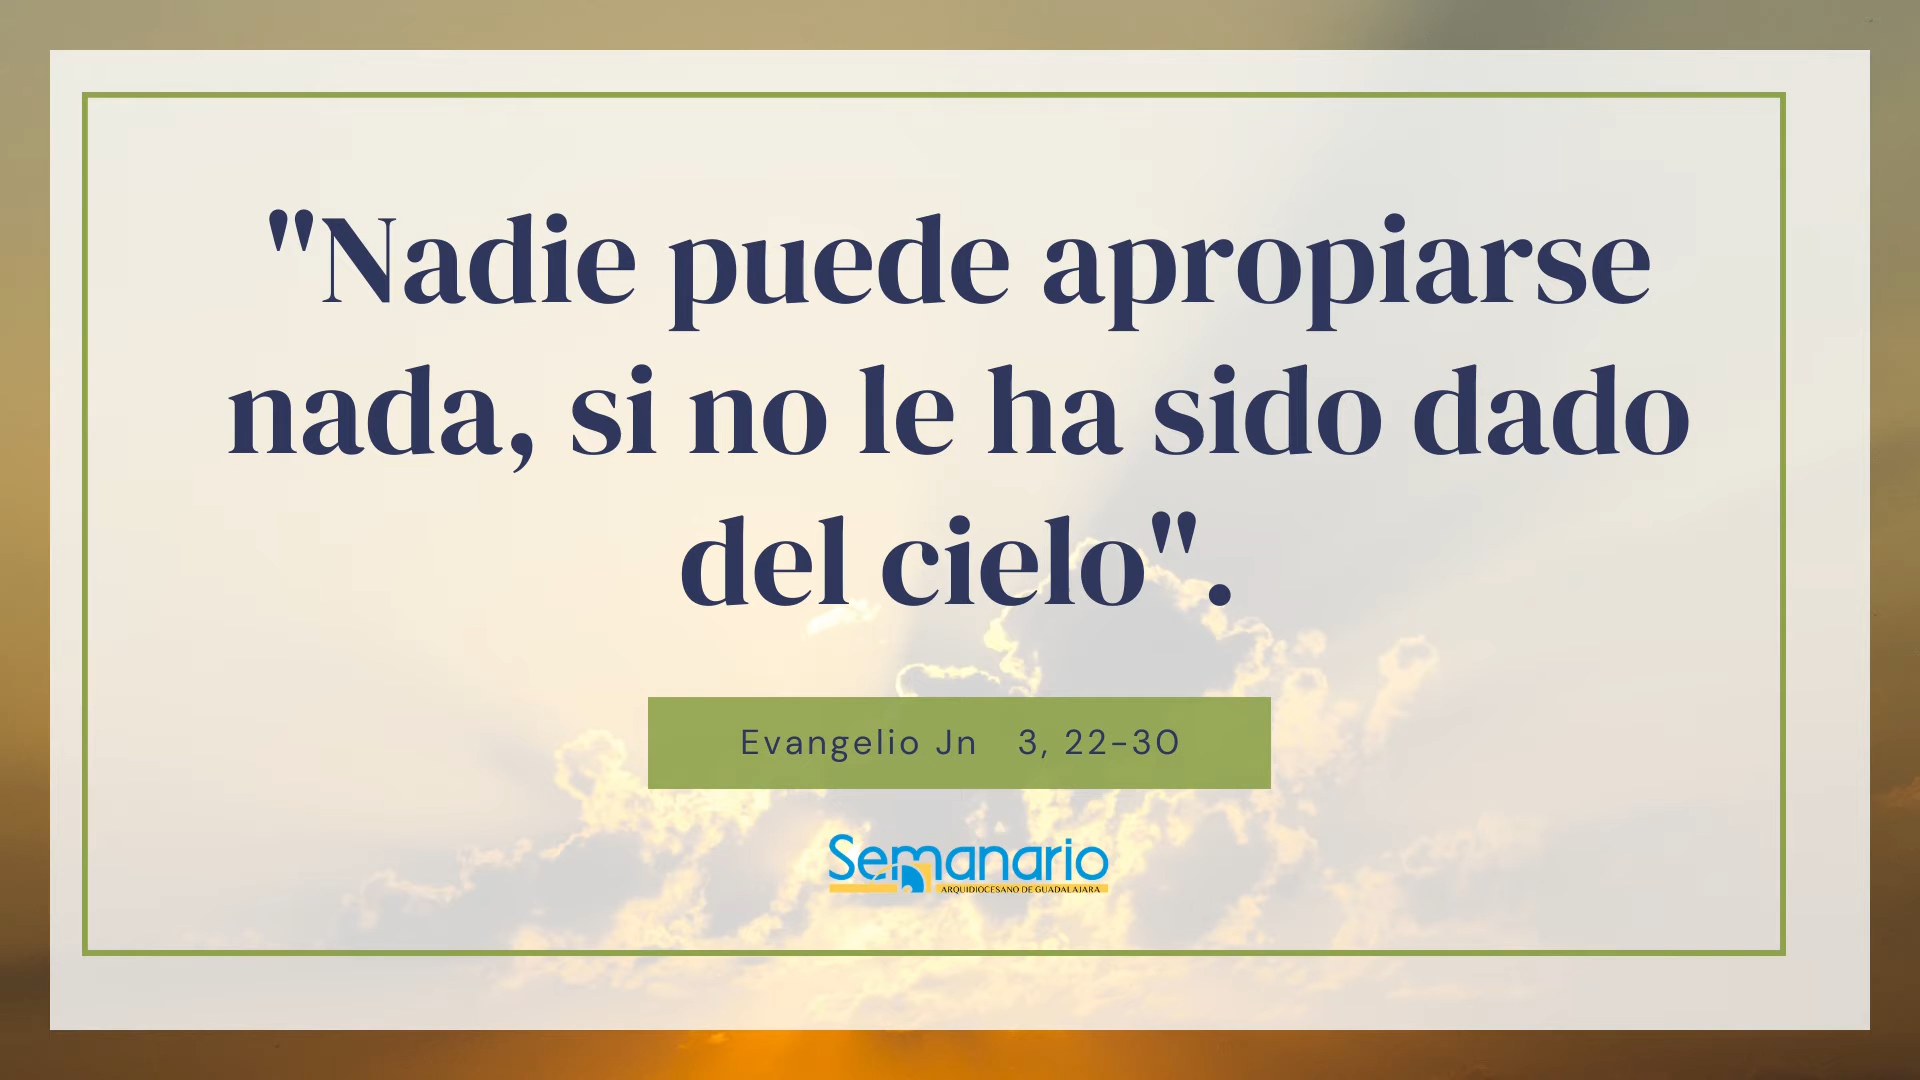 "Nadie puede apropiarse
nada, si no le ha sido dado
del cielo".
Evangelio Jn 3, 22-30
Semanario
ARQUIDIOCESANO DE GUADALAJARA